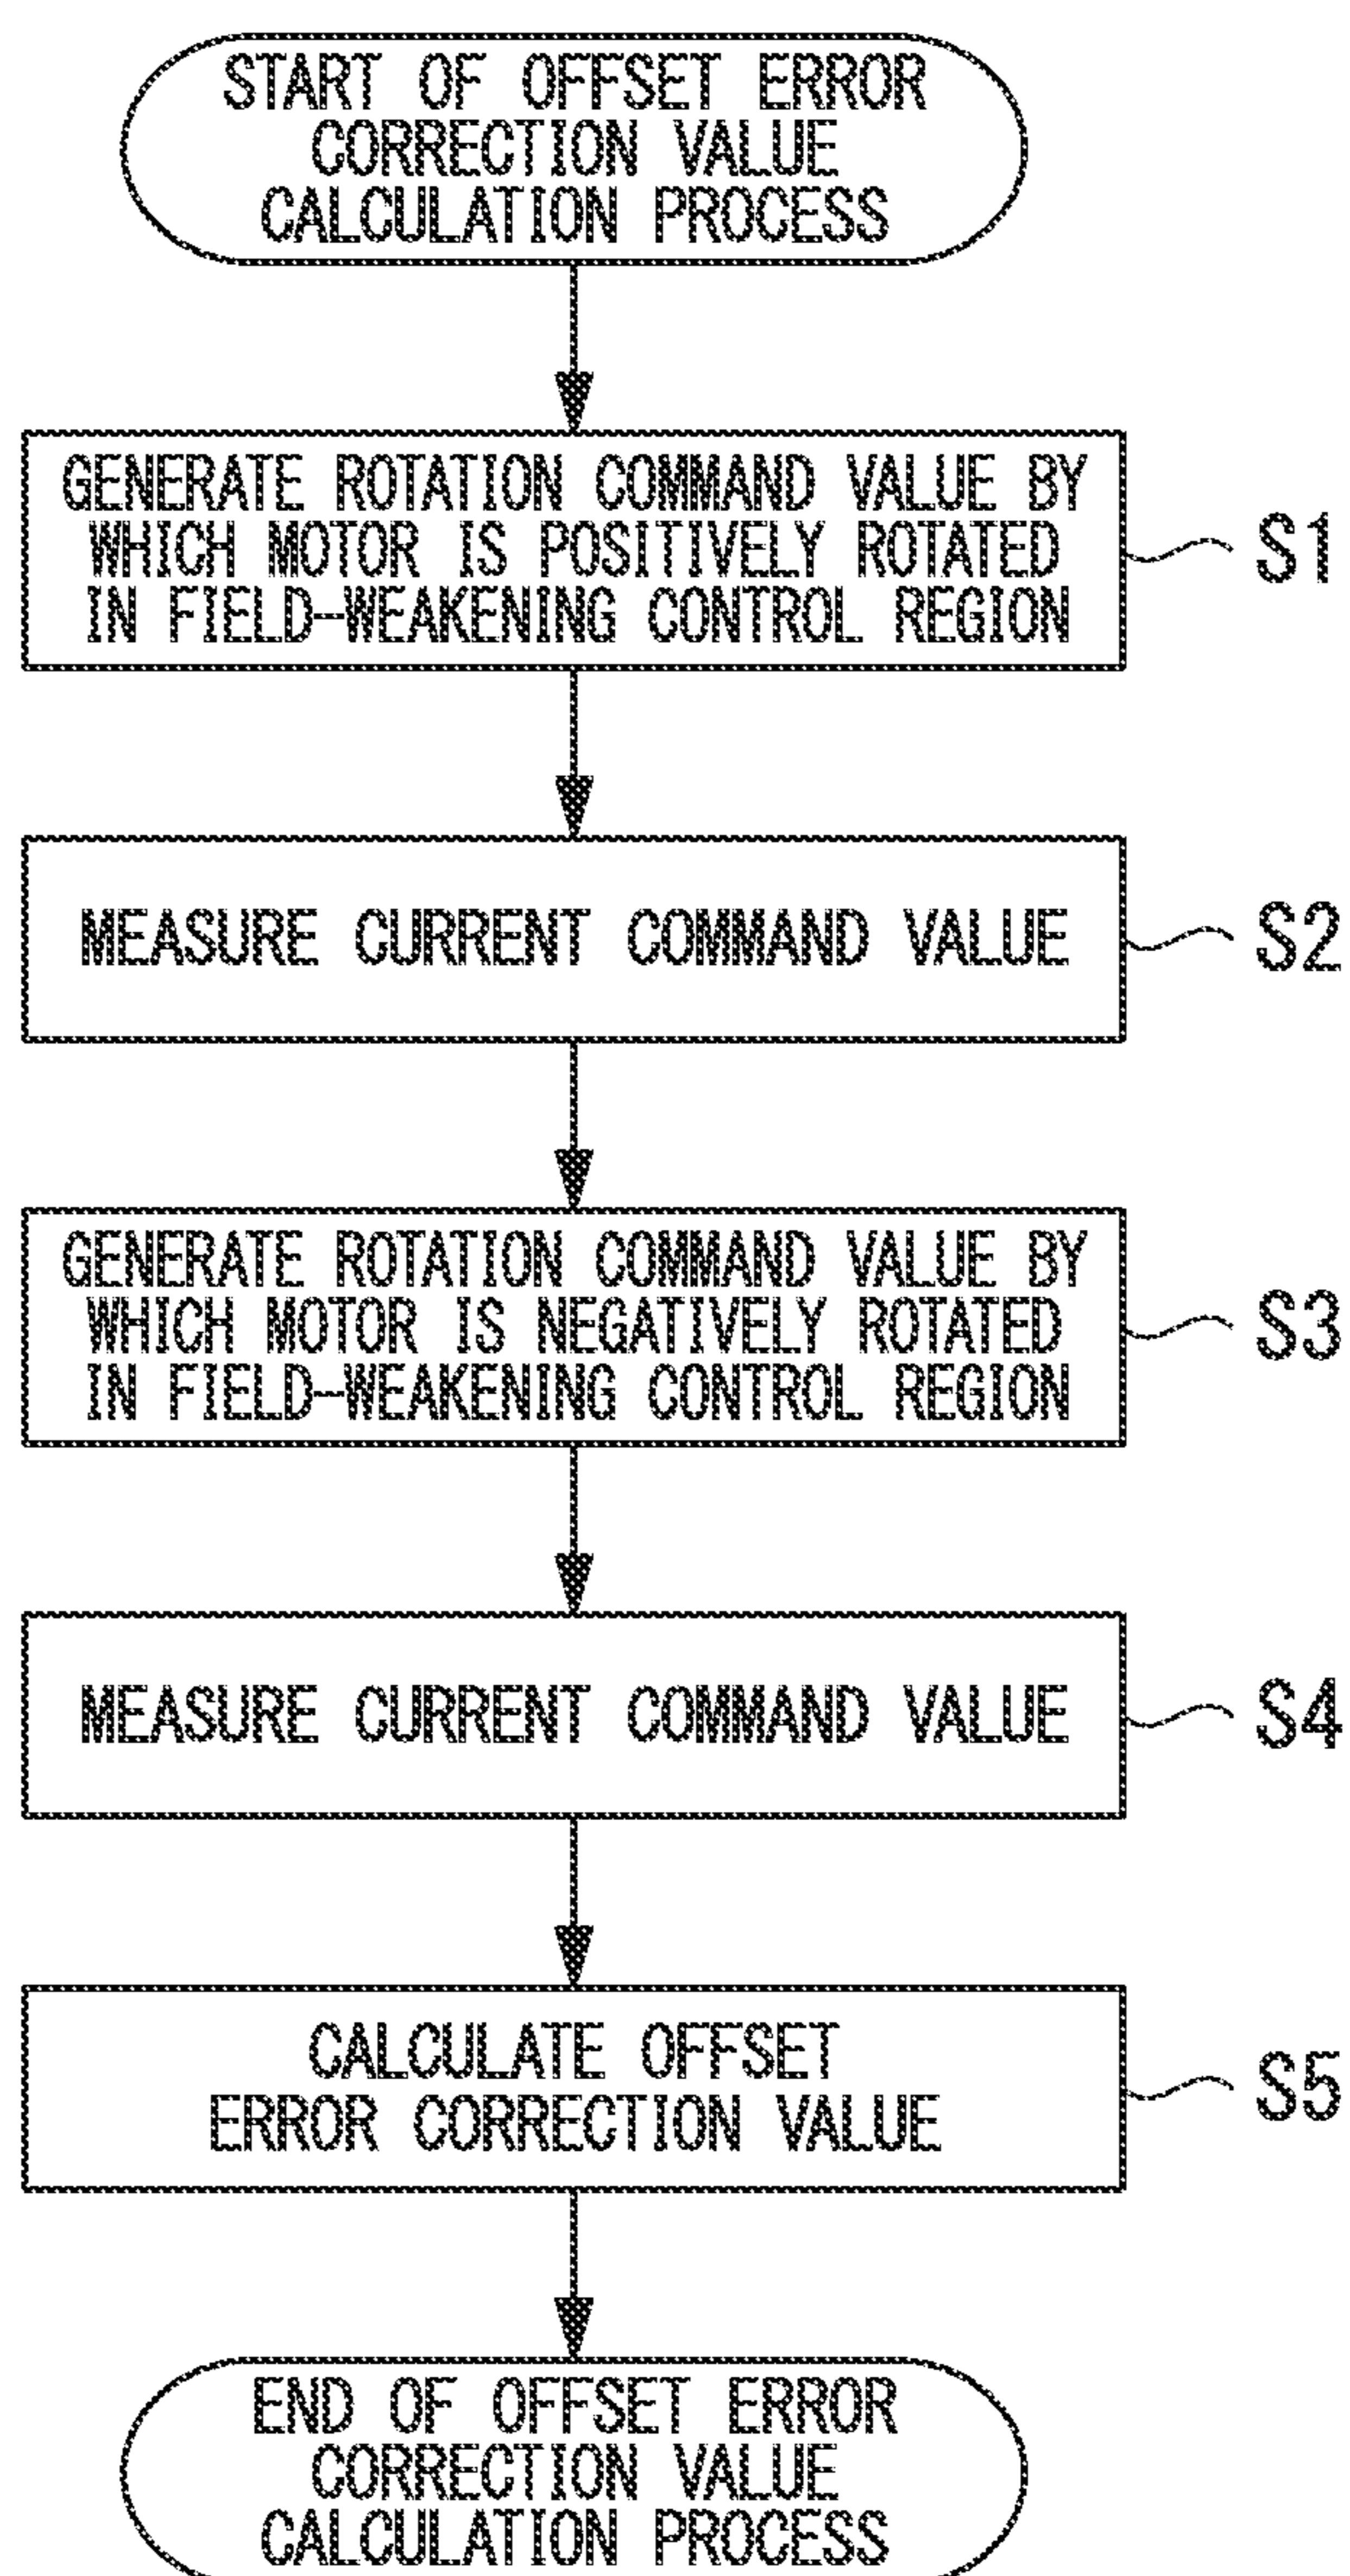 START OF OFFSET ERROR
CORRECTION VALUE
CALCULATION PROCESS
GENERATE ROTATION COMMAND VALUE BY
WHICH MOTOR IS POSITIVELY ROTATED
IN FIELD-WEAKENING CONTROL REGION
S1
MEASURE CURRENT COMMAND VALUE
S2
GENERATE ROTATION COMMAND VALUE BY
WHICH MOTOR IS NEGATIVELY ROTATED
IN FIELD-WEAKENING CONTROL REGION
S3
MEASURE CURRENT COMMAND VALUE
S4
CALCULATE OFFSET
ERROR CORRECTION VALUE
S5
END OF OFFSET ERROR
CORRECTION VALUE
CALCULATION PROCESS